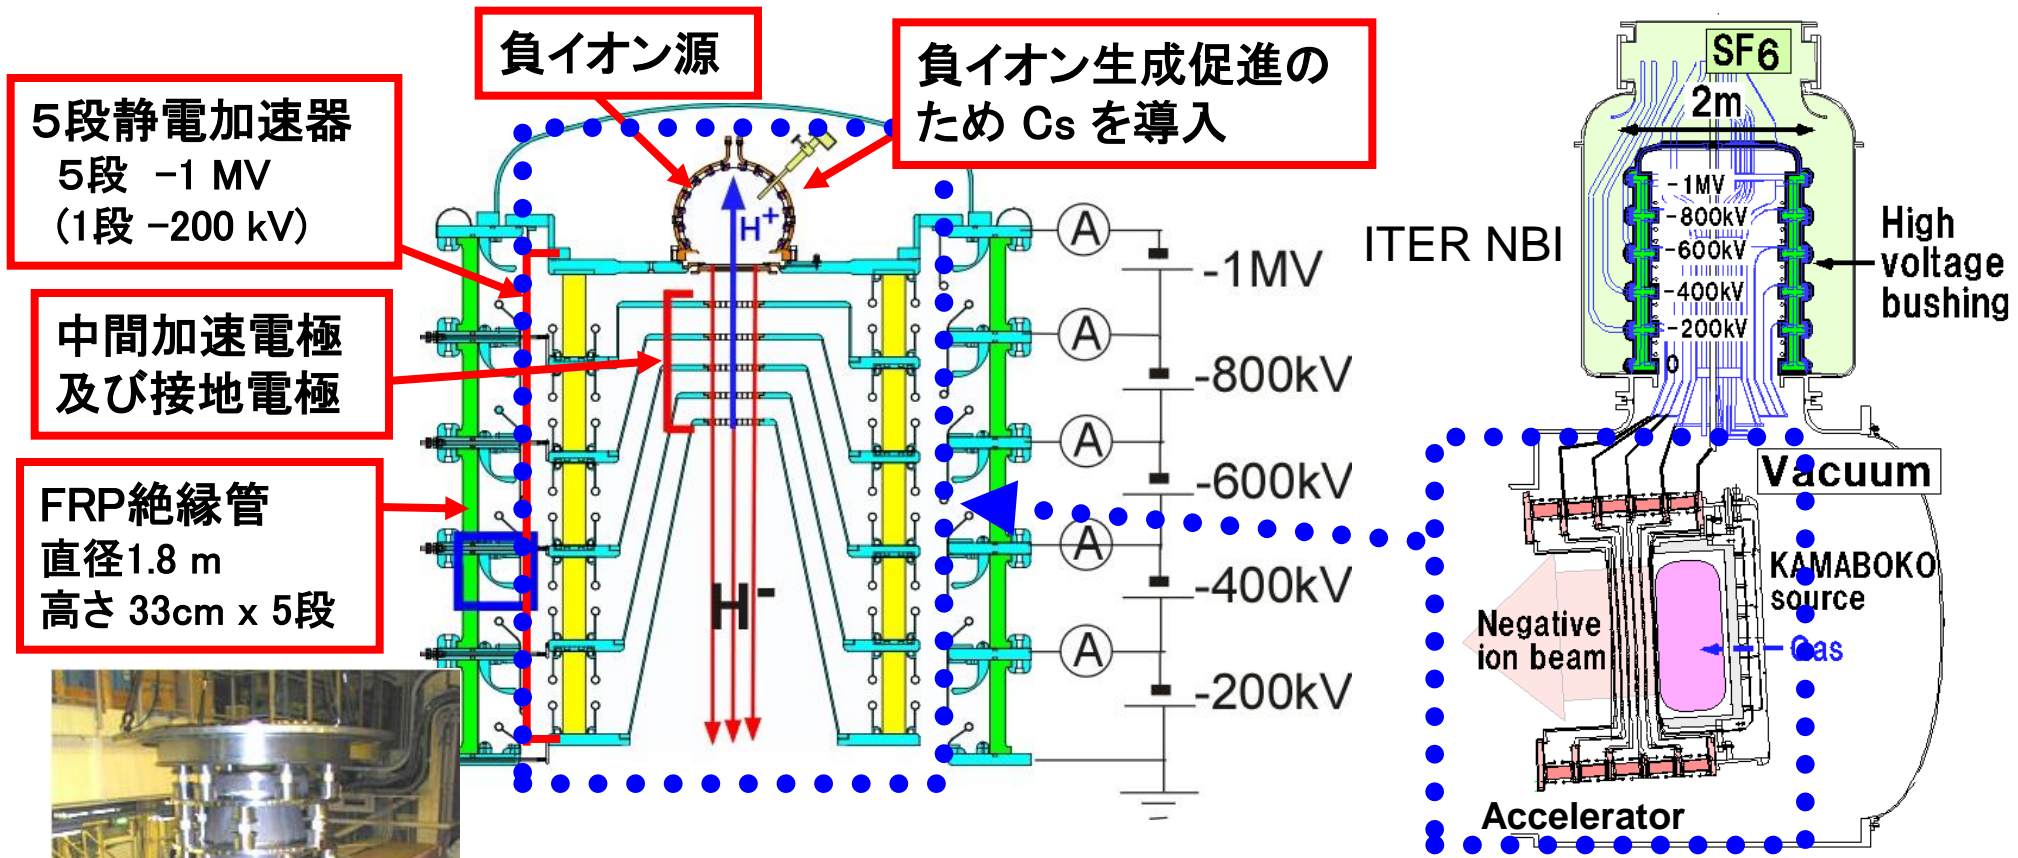 負イオン源
負イオン生成促進の
ため Cs を導入
5段静電加速器
5段 -1 MV
(1段 -200 kV)
中間加速電極
及び接地電極
FRP絶縁管
直径1.8 m
高さ 33cm x 5段
H+
H-
A
-1MV
A
-800kV
A
-600kV
A
-400kV
A
-200kV
ITER NBI
SF6
2m
-1MV
-800kV
-600kV
-400kV
-200kV
0
High
voltage
bushing
Vacuum
KAMABOKO
source
Gas
Negative
ion beam
Accelerator